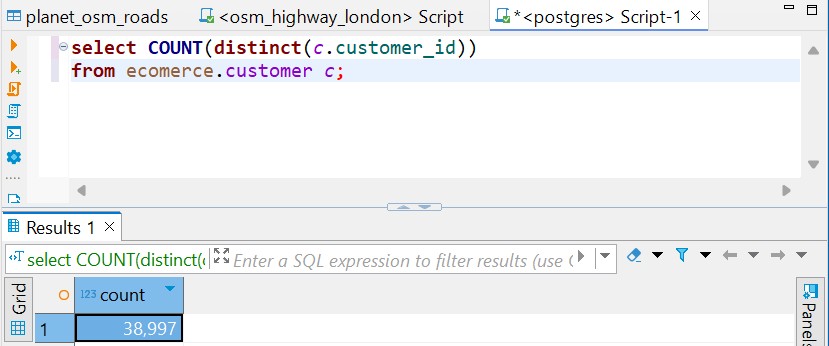 planet_osm_roads
<osm_highway_london> Script
*<postgres> Script-1
select COUNT(distinct(c.customer_id))
from ecomerce.customer c;
Results 1
select COUNT(distinct(
Enter a SQL expression to filter results (use
Grid
123 count
1
38,997
Panels